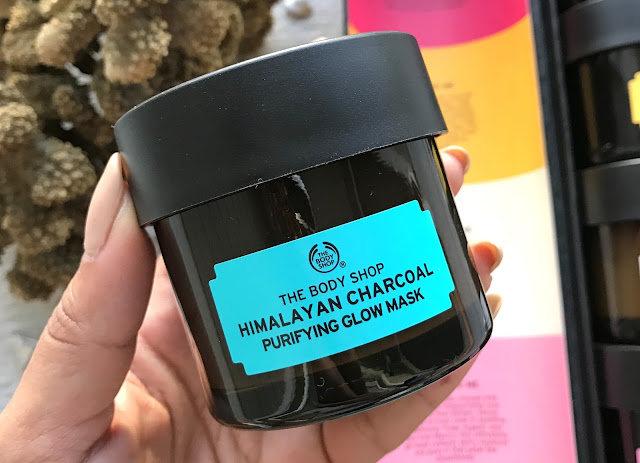 THE
BODY
SHOP
®
THE BODY SHOP
HIMALAYAN CHARCOAL
PURIFYING GLOW MASK